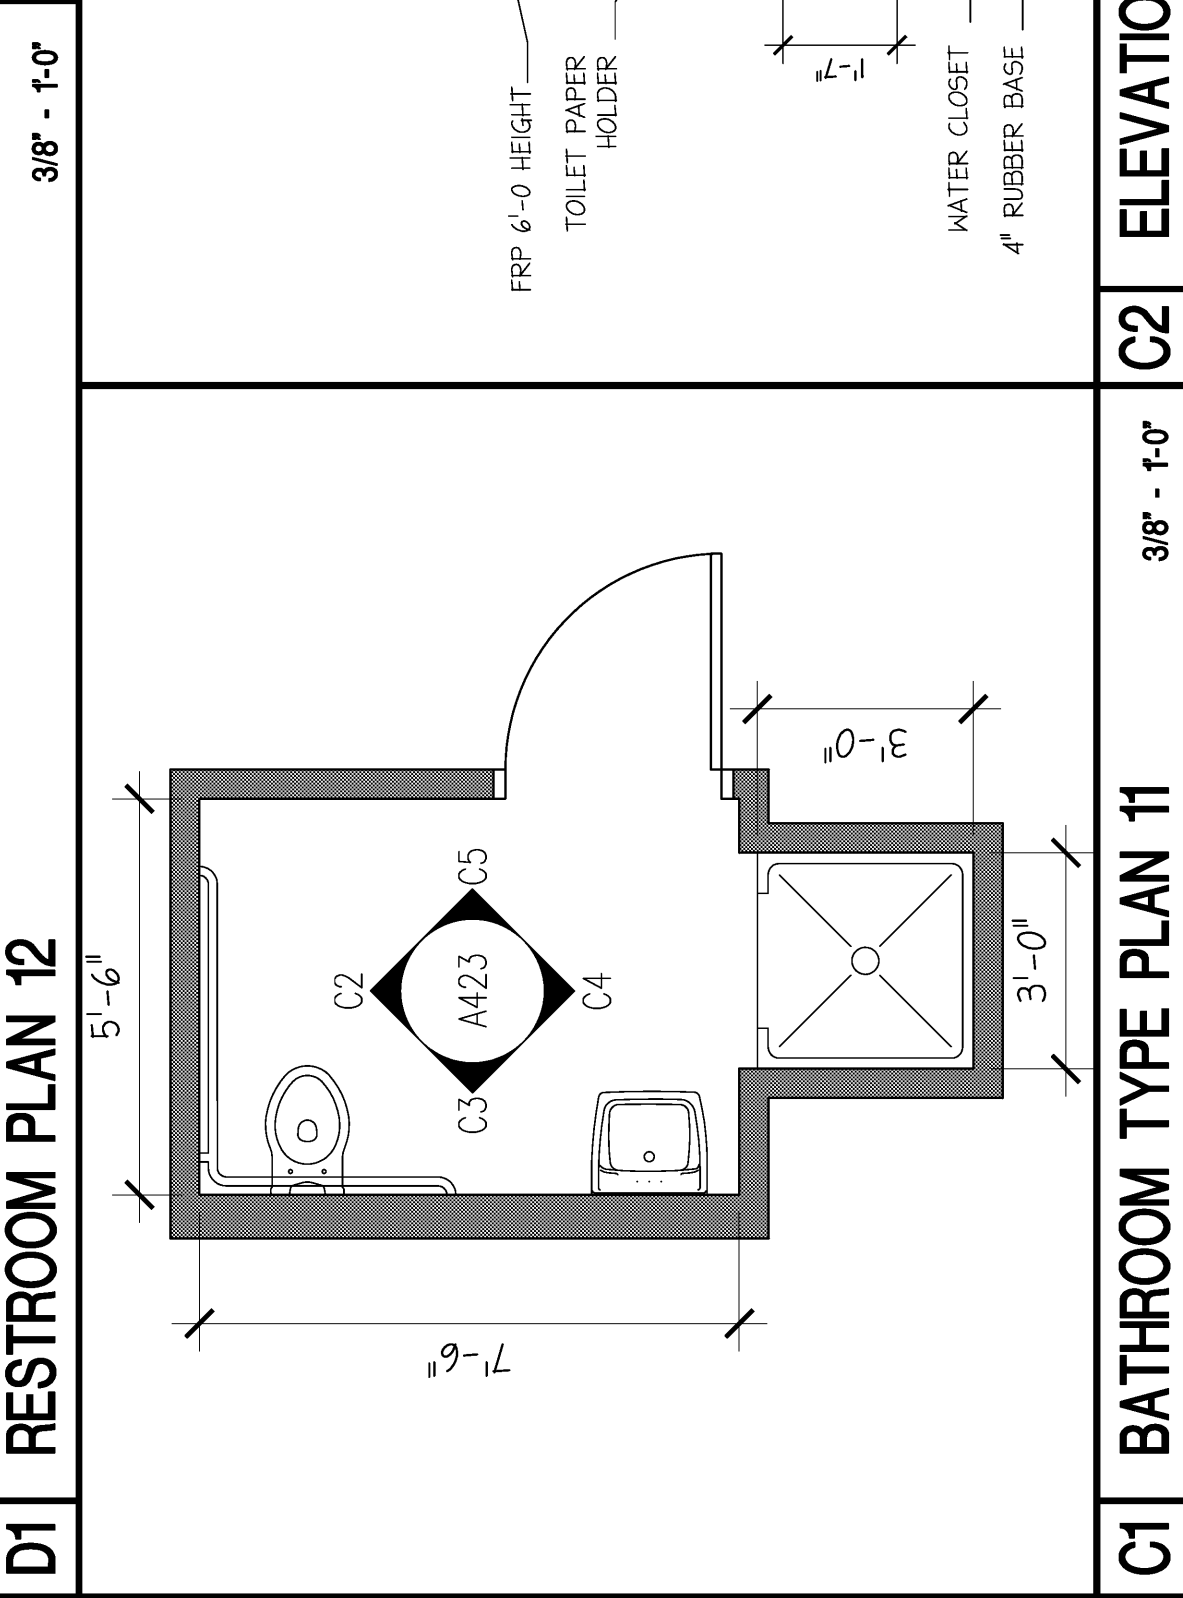 D1
RESTROOM PLAN 12
3/8" - 1'-0"
FRP 6'-0 HEIGHT
TOILET PAPER
HOLDER
1'-7"
WATER CLOSET
4" RUBBER BASE
5'-6"
C2
C3
A423
C5
C4
7'-6"
3'-0"
3'-0"
C1
BATHROOM TYPE PLAN 11
3/8" - 1'-0"
C2
ELEVATIO